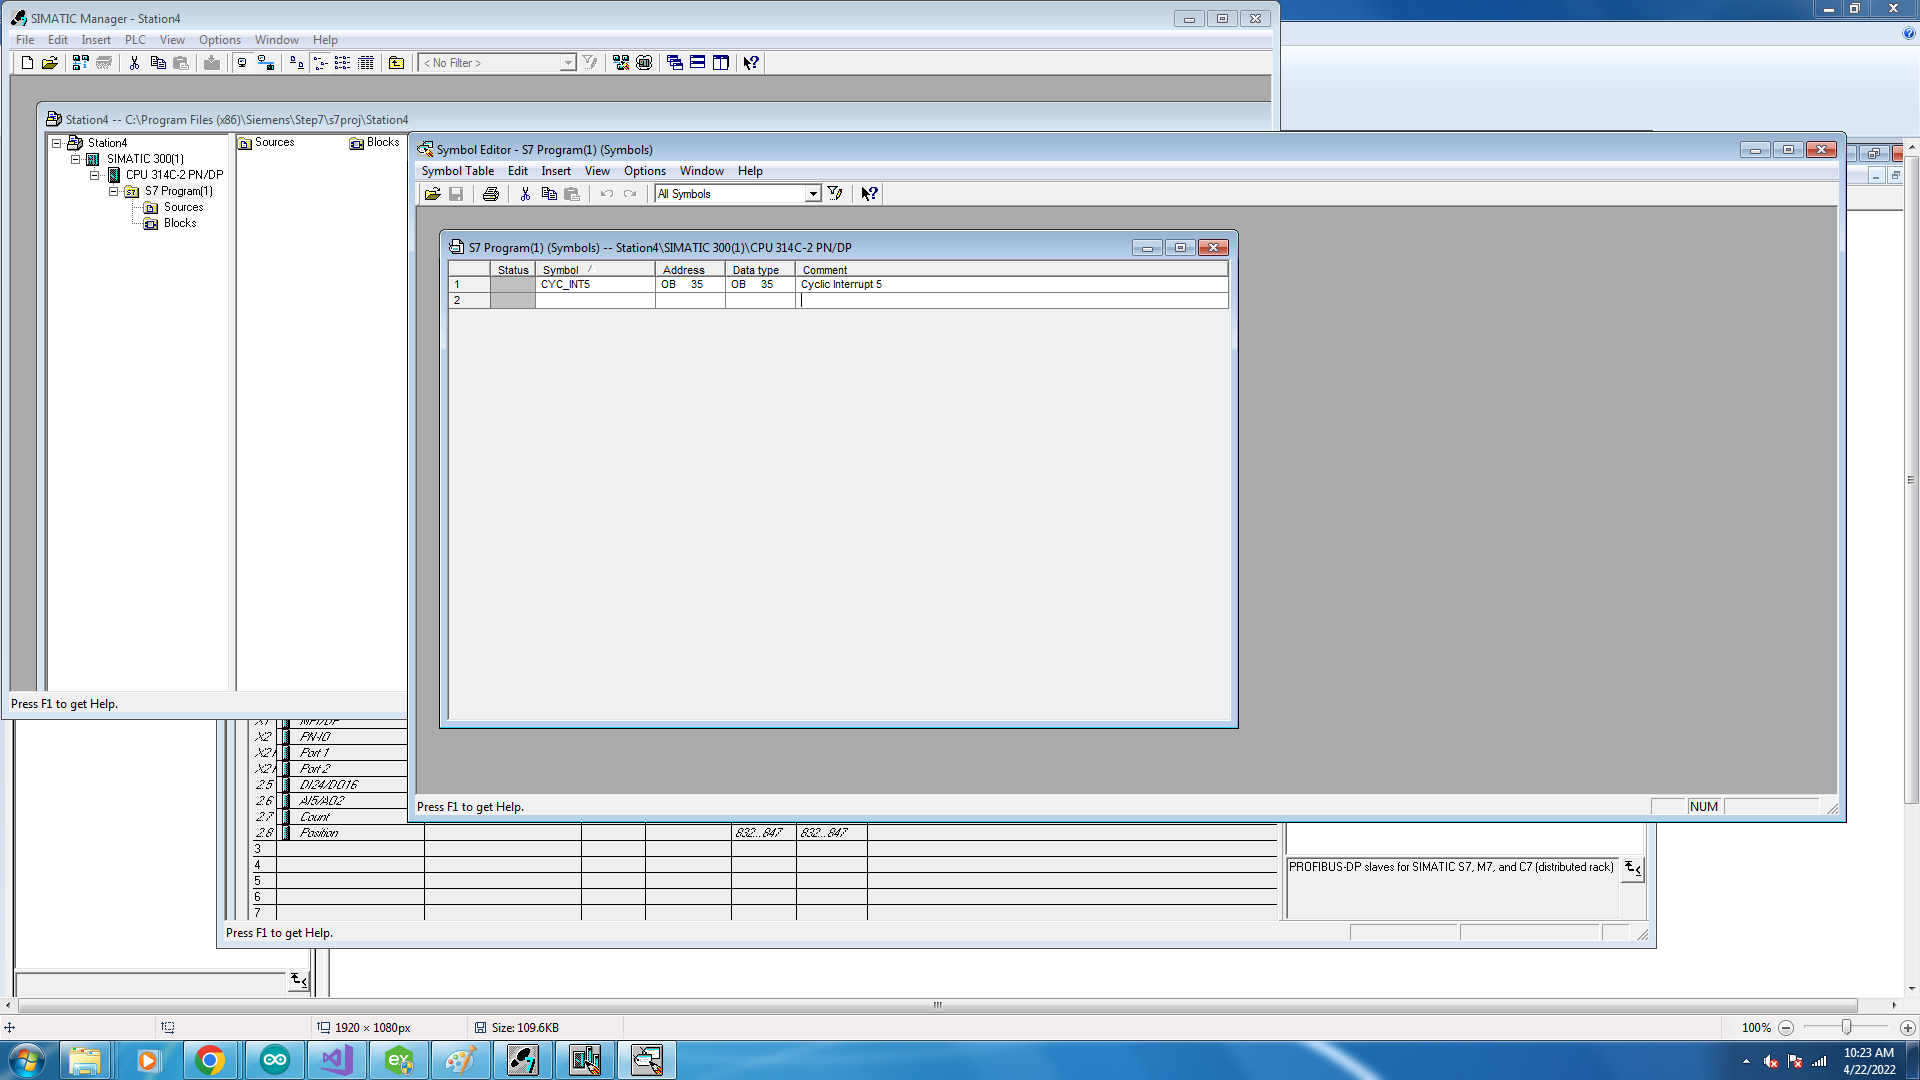 SIMATIC Manager - Station4
File Edit Insert PLC View Options Window Help
< No Filter >
Station4 -- C:\Program Files (x86)\Siemens\Step7\s7proj\Station4
Station4
SIMATIC 300(1)
CPU 314C-2 PN/DP
S7 Program(1)
Sources
Blocks
Sources Blocks
Press F1 to get Help.
Symbol Editor - S7 Program(1) (Symbols)
Symbol Table Edit Insert View Options Window Help
All Symbols
S7 Program(1) (Symbols) -- Station4\SIMATIC 300(1)\CPU 314C-2 PN/DP
Status Symbol Address Data type Comment
1 CYC_INT5 OB 35 OB 35 Cyclic Interrupt 5
2
Press F1 to get Help.
NUM
X1 MPI/DP
X2 PN-IO
X21 Port 1
X21 Port 2
2.5 DI24/DO16
2.6 AI5/AO2
2.7 Count
2.8 Position 832...847 832...847
3
4
5
6
7
PROFIBUS-DP slaves for SIMATIC S7, M7, and C7 (distributed rack)
Press F1 to get Help.
1920 × 1080px
Size: 109.6KB
100%
10:23 AM
4/22/2022